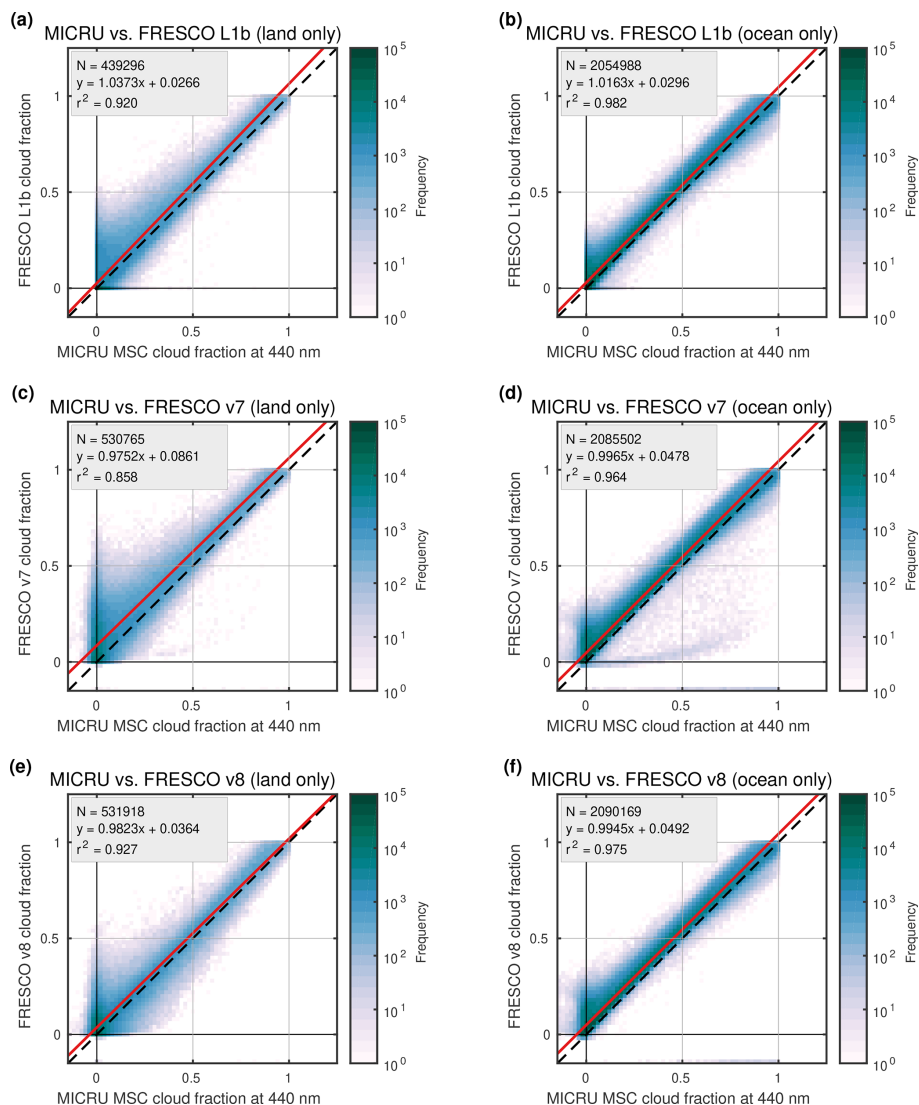 (a)
MICRU vs. FRESCO L1b (land only)
N = 439296
y = 1.0373x + 0.0266
r² = 0.920
1
0.5
0
0 0.5 1
MICRU MSC cloud fraction at 440 nm
FRESCO L1b cloud fraction
10⁵
10⁴
10³
10²
10¹
10⁰
Frequency
(b)
MICRU vs. FRESCO L1b (ocean only)
N = 2054988
y = 1.0163x + 0.0296
r² = 0.982
1
0.5
0
0 0.5 1
MICRU MSC cloud fraction at 440 nm
FRESCO L1b cloud fraction
10⁵
10⁴
10³
10²
10¹
10⁰
Frequency
(c)
MICRU vs. FRESCO v7 (land only)
N = 530765
y = 0.9752x + 0.0861
r² = 0.858
1
0.5
0
0 0.5 1
MICRU MSC cloud fraction at 440 nm
FRESCO v7 cloud fraction
10⁵
10⁴
10³
10²
10¹
10⁰
Frequency
(d)
MICRU vs. FRESCO v7 (ocean only)
N = 2085502
y = 0.9965x + 0.0478
r² = 0.964
1
0.5
0
0 0.5 1
MICRU MSC cloud fraction at 440 nm
FRESCO v7 cloud fraction
10⁵
10⁴
10³
10²
10¹
10⁰
Frequency
(e)
MICRU vs. FRESCO v8 (land only)
N = 531918
y = 0.9823x + 0.0364
r² = 0.927
1
0.5
0
0 0.5 1
MICRU MSC cloud fraction at 440 nm
FRESCO v8 cloud fraction
10⁵
10⁴
10³
10²
10¹
10⁰
Frequency
(f)
MICRU vs. FRESCO v8 (ocean only)
N = 2090169
y = 0.9945x + 0.0492
r² = 0.975
1
0.5
0
0 0.5 1
MICRU MSC cloud fraction at 440 nm
FRESCO v8 cloud fraction
10⁵
10⁴
10³
10²
10¹
10⁰
Frequency